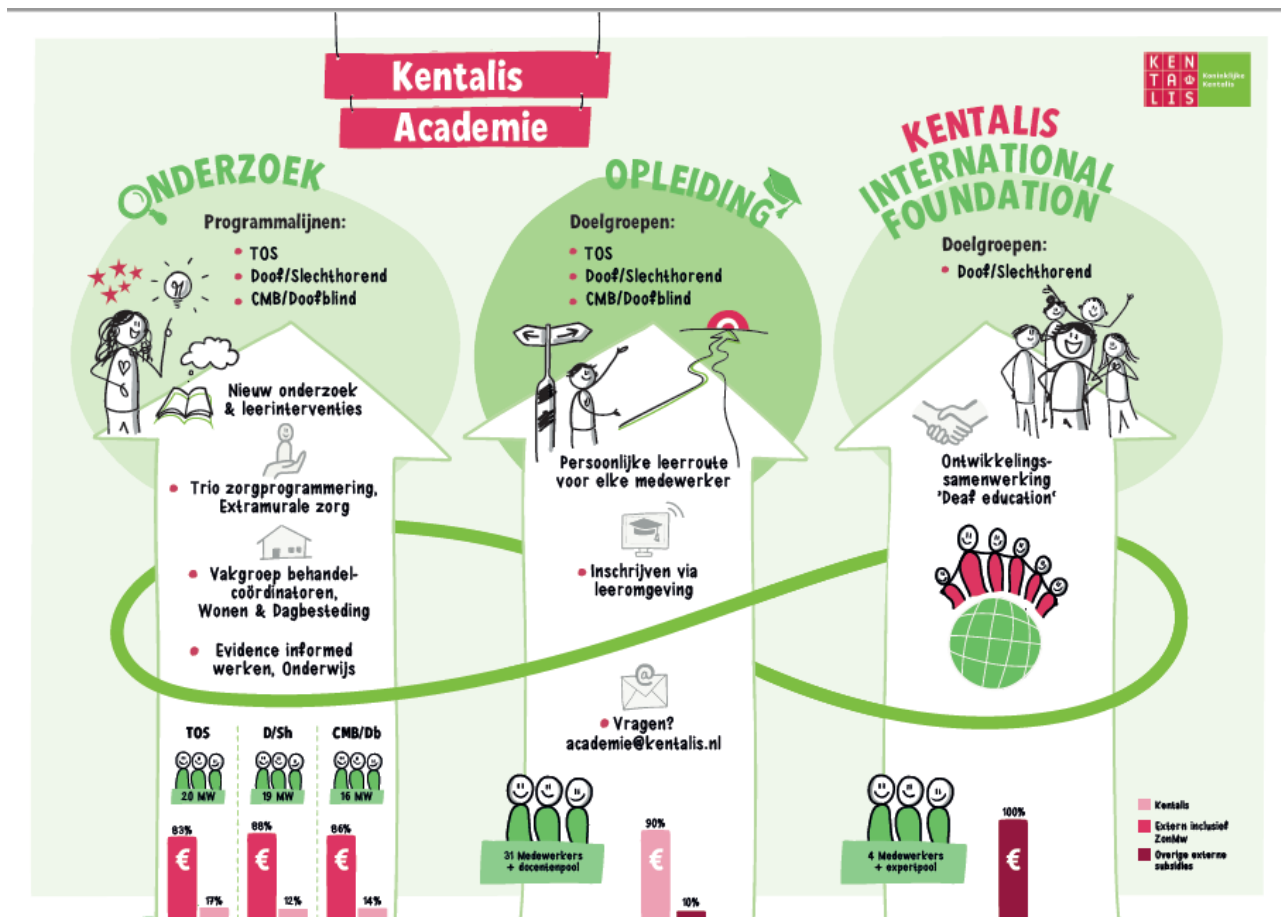 Kentalis
Academie
KEN
TA
LIS
Koninklijke
Kentalis
ONDERZOEK
Programmalijnen:
• TOS
• Doof/Slechthorend
• CMB/Doofblind
Nieuw onderzoek
& leerinterventies
• Trio zorgprogrammering,
Extramurale zorg
• Vakgroep behandel-
coördinatoren,
Wonen & Dagbesteding
• Evidence informed
werken, Onderwijs
TOS
D/Sh
CMB/Db
20 MW
19 MW
16 MW
83%
88%
86%
€
€
€
17%
12%
14%
OPLEIDING
Doelgroepen:
• TOS
• Doof/Slechthorend
• CMB/Doofblind
Persoonlijke leerroute
voor elke medewerker
• Inschrijven via
leeromgeving
@
• Vragen?
academie@kentalis.nl
31 Medewerkers
+ docentenpool
90%
€
10%
KENTALIS
INTERNATIONAL
FOUNDATION
Doelgroepen:
• Doof/Slechthorend
Ontwikkelings-
samenwerking
'Deaf education'
4 Medewerkers
+ expertpool
100%
€
Kentalis
Extern inclusief
ZonMw
Overige externe
subsidies